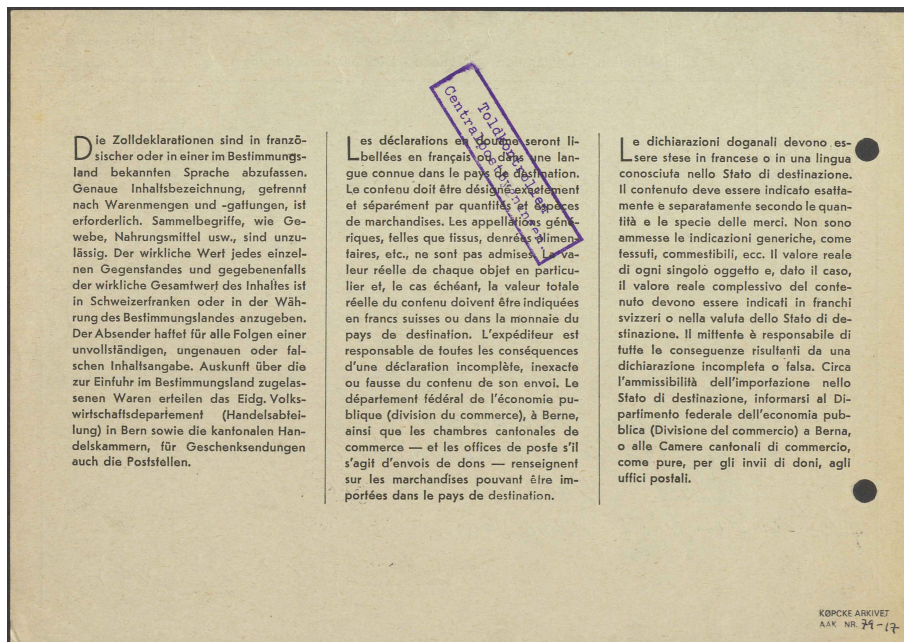 Die Zolldeklarationen sind in franzö-
sischer oder in einer im Bestimmungs-
land bekannten Sprache abzufassen.
Genaue Inhaltsbezeichnung, getrennt
nach Warenmengen und -gattungen, ist
erforderlich. Sammelbegriffe, wie Ge-
webe, Nahrungsmittel usw., sind unzu-
lässig. Der wirkliche Wert jedes einzel-
nen Gegenstandes und gegebenenfalls
der wirkliche Gesamtwert des Inhaltes ist
in Schweizerfranken oder in der Wäh-
rung des Bestimmungslandes anzugeben.
Der Absender haftet für alle Folgen einer
unvollständigen, ungenauen oder fal-
schen Inhaltsangabe. Auskunft über die
zur Einfuhr im Bestimmungsland zugelas-
senen Waren erteilen das Eidg. Volks-
wirtschaftsdepartement (Handelsabtei-
lung) in Bern sowie die kantonalen Han-
delskammern, für Geschenksendungen
auch die Poststellen.
Les déclarations en douane seront li-
bellées en français ou dans une lan-
gue connue dans le pays de destination.
Le contenu doit être désigné exactement
et séparément par quantités et espèces
de marchandises. Les appellations géné-
riques, telles que tissus, denrées alimen-
taires, etc., ne sont pas admises. La va-
leur réelle de chaque objet en particu-
lier et, le cas échéant, la valeur totale
réelle du contenu doivent être indiquées
en francs suisses ou dans la monnaie du
pays de destination. L'expéditeur est
responsable de toutes les conséquences
d'une déclaration incomplète, inexacte
ou fausse du contenu de son envoi. Le
département fédéral de l'économie pu-
blique (division du commerce), à Berne,
ainsi que les chambres cantonales de
commerce — et les offices de poste s'il
s'agit d'envois de dons — renseignent
sur les marchandises pouvant être im-
portées dans le pays de destination.
Toldkontrollen
Centralpostbygningen.
Le dichiarazioni doganali devono es-
sere stese in francese o in una lingua
conosciuta nello Stato di destinazione.
Il contenuto deve essere indicato esatta-
mente e separatamente secondo le quan-
tità e le specie delle merci. Non sono
ammesse le indicazioni generiche, come
tessuti, commestibili, ecc. Il valore reale
di ogni singolo oggetto e, dato il caso,
il valore reale complessivo del conte-
nuto devono essere indicati in franchi
svizzeri o nella valuta dello Stato di de-
stinazione. Il mittente è responsabile di
tutte le conseguenze risultanti da una
dichiarazione incompleta o falsa. Circa
l'ammissibilità dell'importazione nello
Stato di destinazione, informarsi al Di-
partimento federale dell'economia pub-
blica (Divisione del commercio) a Berna,
o alle Camere cantonali di commercio,
come pure, per gli invii di doni, agli
uffici postali.
KØPCKE ARKIVET
AAK NR. 79-17